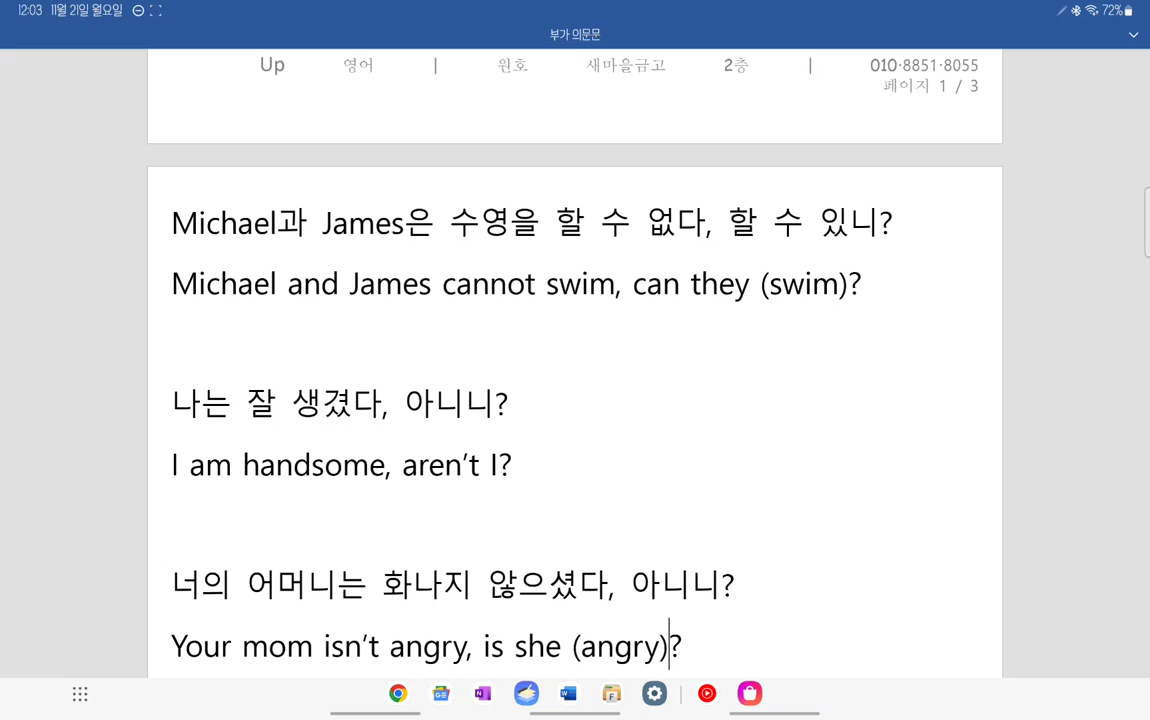 12:03 11월 21일 월요일 72%
부가 의문문
Up 영어 | 원호 새마을금고 2층 | 010·8851·8055
페이지 1 / 3
Michael과 James은 수영을 할 수 없다, 할 수 있니?
Michael and James cannot swim, can they (swim)?
나는 잘 생겼다, 아니니?
I am handsome, aren’t I?
너의 어머니는 화나지 않으셨다, 아니니?
Your mom isn’t angry, is she (angry)?